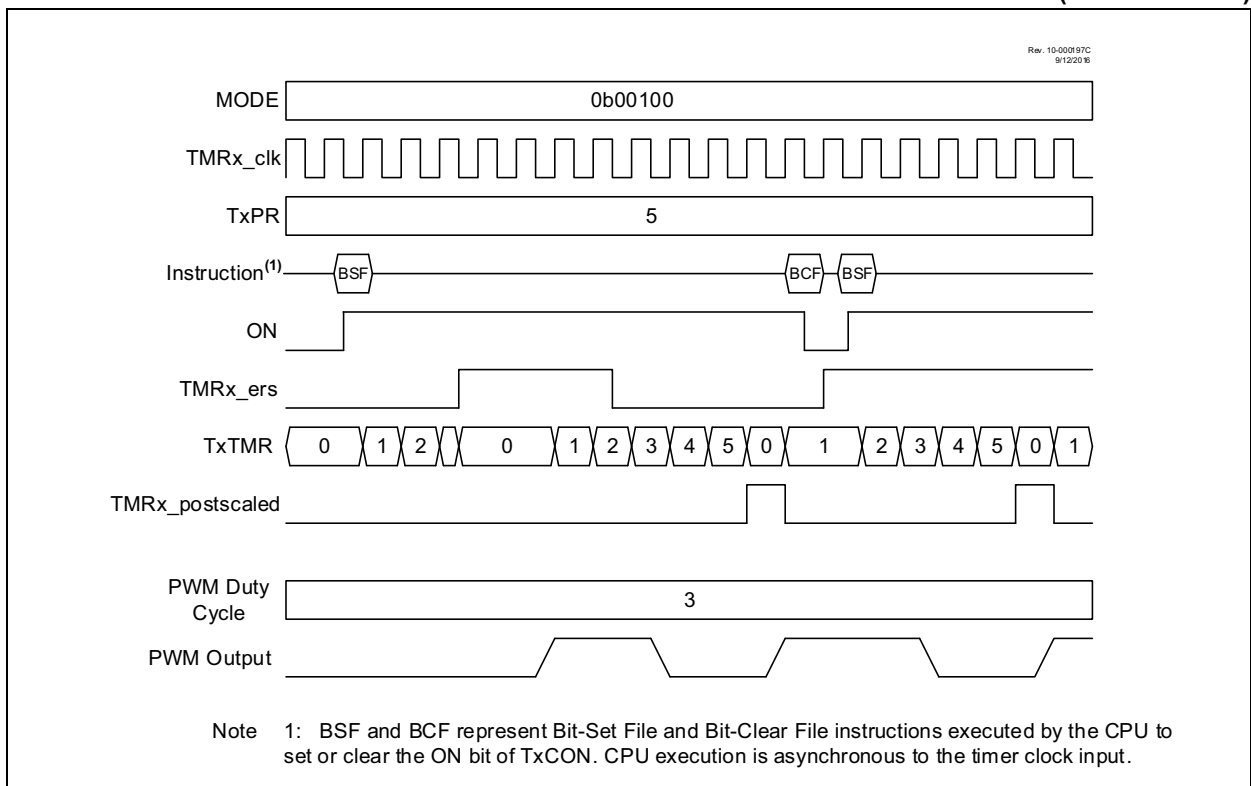 Rev. 10-000197C
9/12/2016
MODE 0b00100
TMRx_clk
TxPR 5
Instruction(1) BSF BCF BSF
ON
TMRx_ers
TxTMR 0 1 2 0 1 2 3 4 5 0 1 2 3 4 5 0 1
TMRx_postscaled
PWM Duty
Cycle 3
PWM Output
Note 1: BSF and BCF represent Bit-Set File and Bit-Clear File instructions executed by the CPU to
set or clear the ON bit of TxCON. CPU execution is asynchronous to the timer clock input.